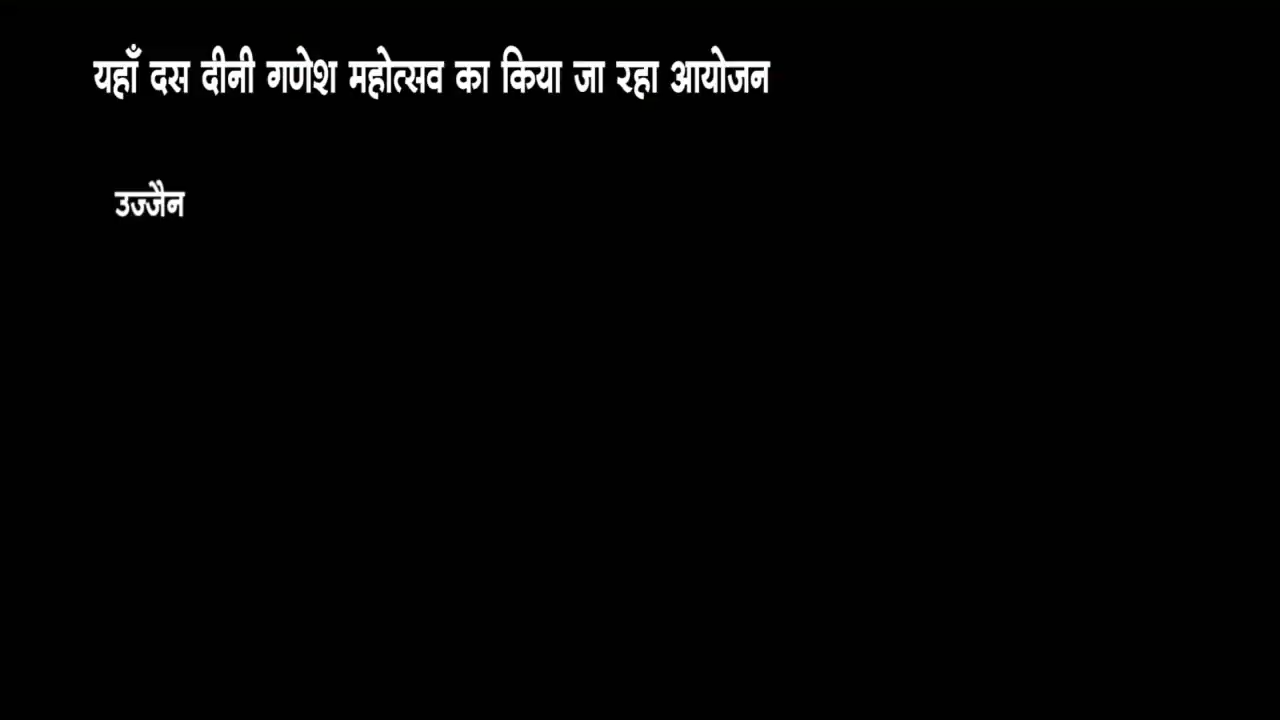 यहाँ दस दीनी गणेश महोत्सव का किया जा रहा आयोजन
उज्जैन